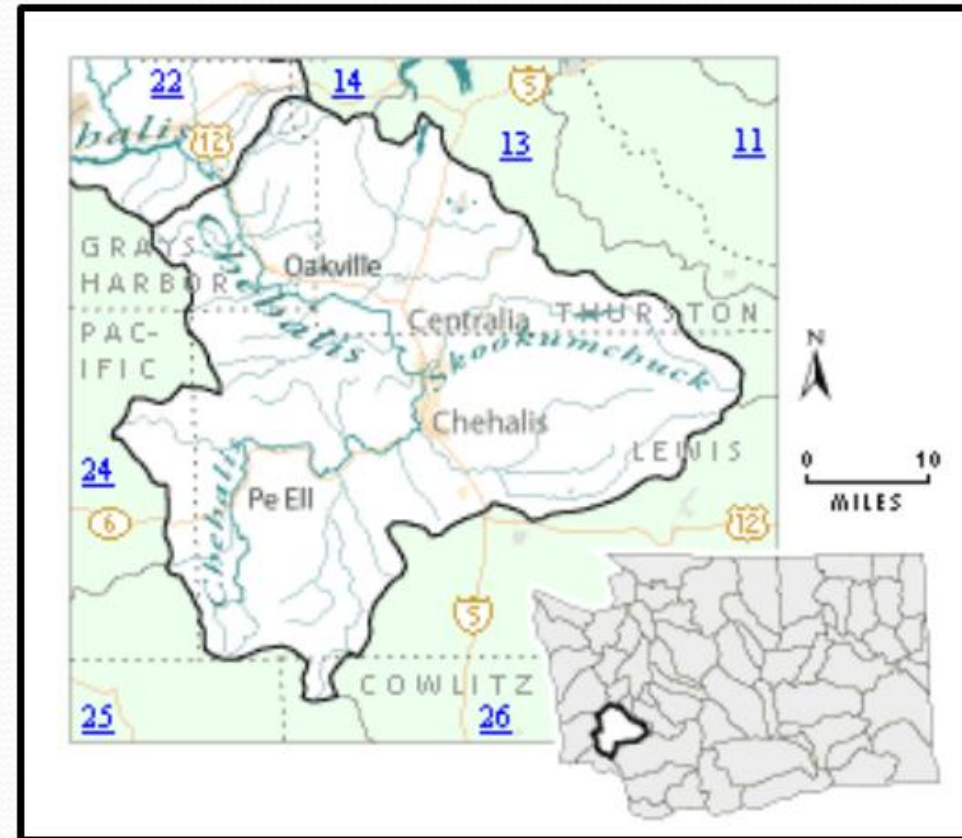 22
14
5
halis
12
13
11
GRAYS
HARBOR
Chehalis
Oakville
PAC-
IFIC
Centralia
THURSTON
Skookumchuck
N
Chehalis
LEWIS
24
Chehalis
0 10
MILES
6
Pe Ell
12
5
COWLITZ
25
26